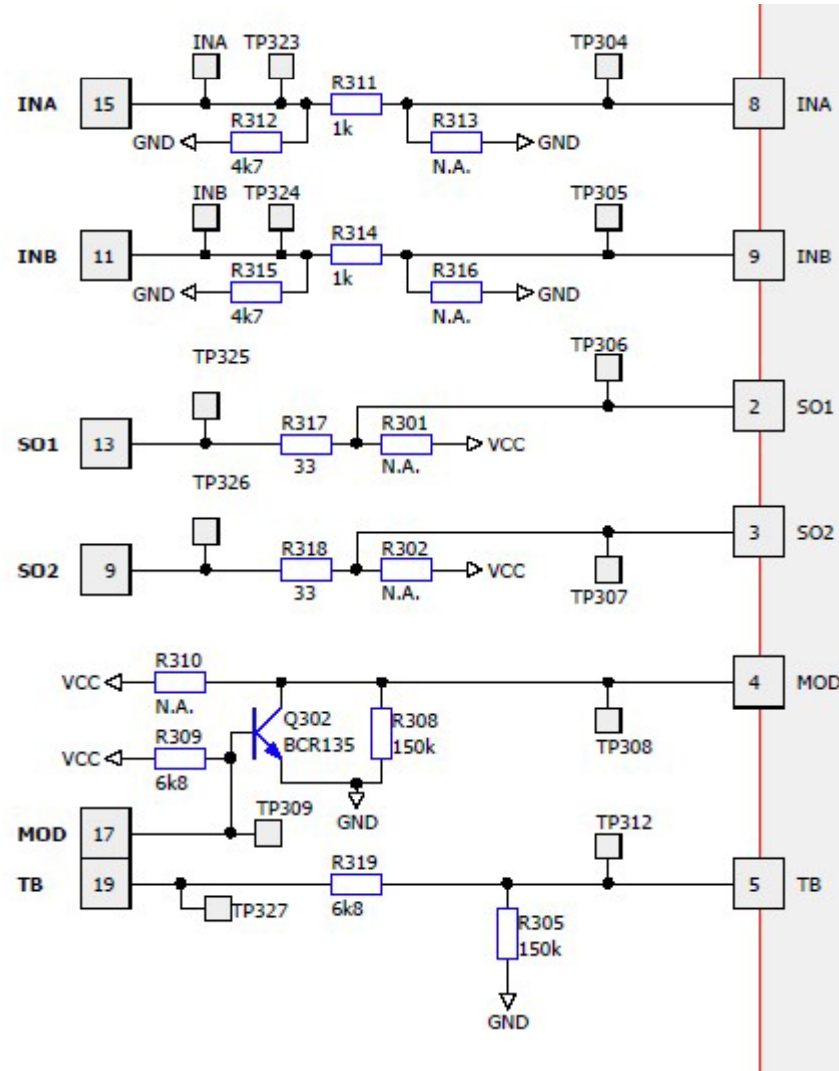 INA TP323 TP304
INA 15 R311 8 INA
1k
GND R312 R313 GND
4k7 N.A.
INB TP324 TP305
INB 11 R314 9 INB
1k
GND R315 R316 GND
4k7 N.A.
TP325 TP306
2 SO1
SO1 13 R317 R301 VCC
33 N.A.
TP326
3 SO2
SO2 9 R318 R302 VCC
33 N.A. TP307
R310
VCC 4 MOD
N.A. Q302 R308
BCR135 150k TP308
R309
VCC
6k8
TP309 GND TP312
MOD 17
TB 19 R319 5 TB
TP327 6k8
R305
150k
GND